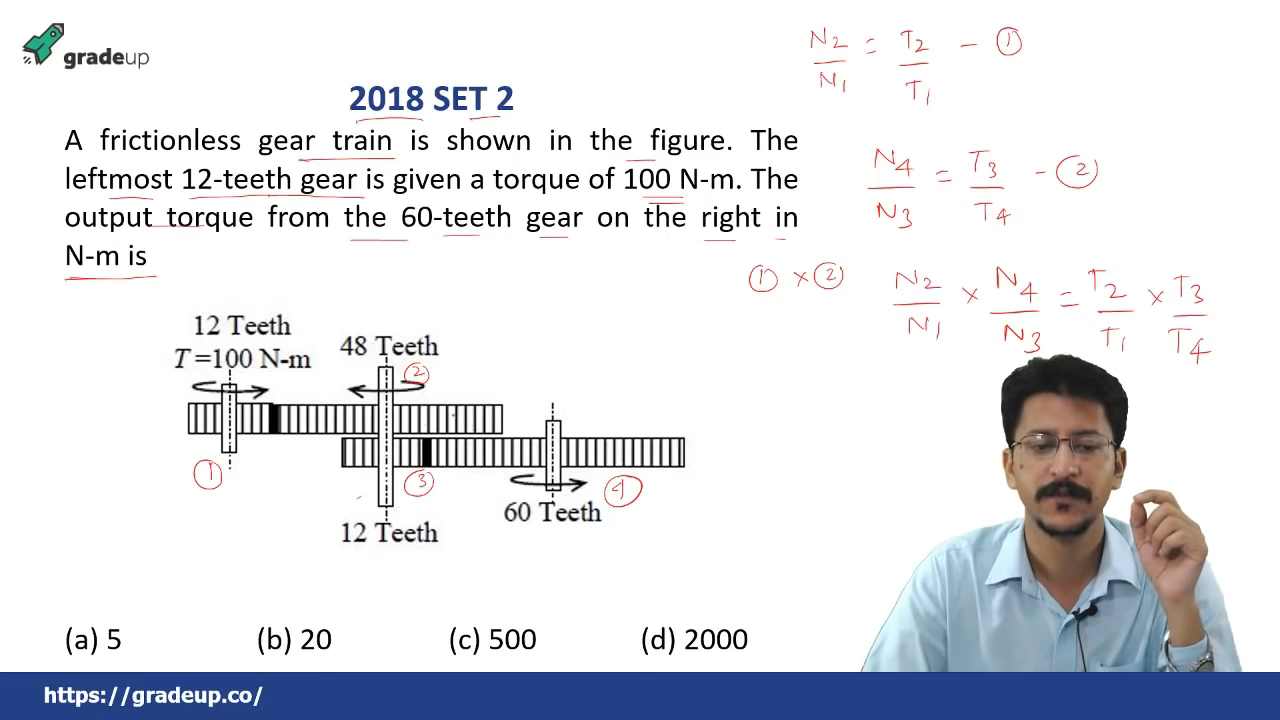 gradeup
2018 SET 2
A frictionless gear train is shown in the figure. The
leftmost 12-teeth gear is given a torque of 100 N-m. The
output torque from the 60-teeth gear on the right in
N-m is
N2/N1 = T2/T1 - ①
N4/N3 = T3/T4 - ②
① × ② N2/N1 × N4/N3 = T2/T1 × T3/T4
12 Teeth
T =100 N-m
48 Teeth
②
①
③
④
60 Teeth
12 Teeth
(a) 5 (b) 20 (c) 500 (d) 2000
https://gradeup.co/